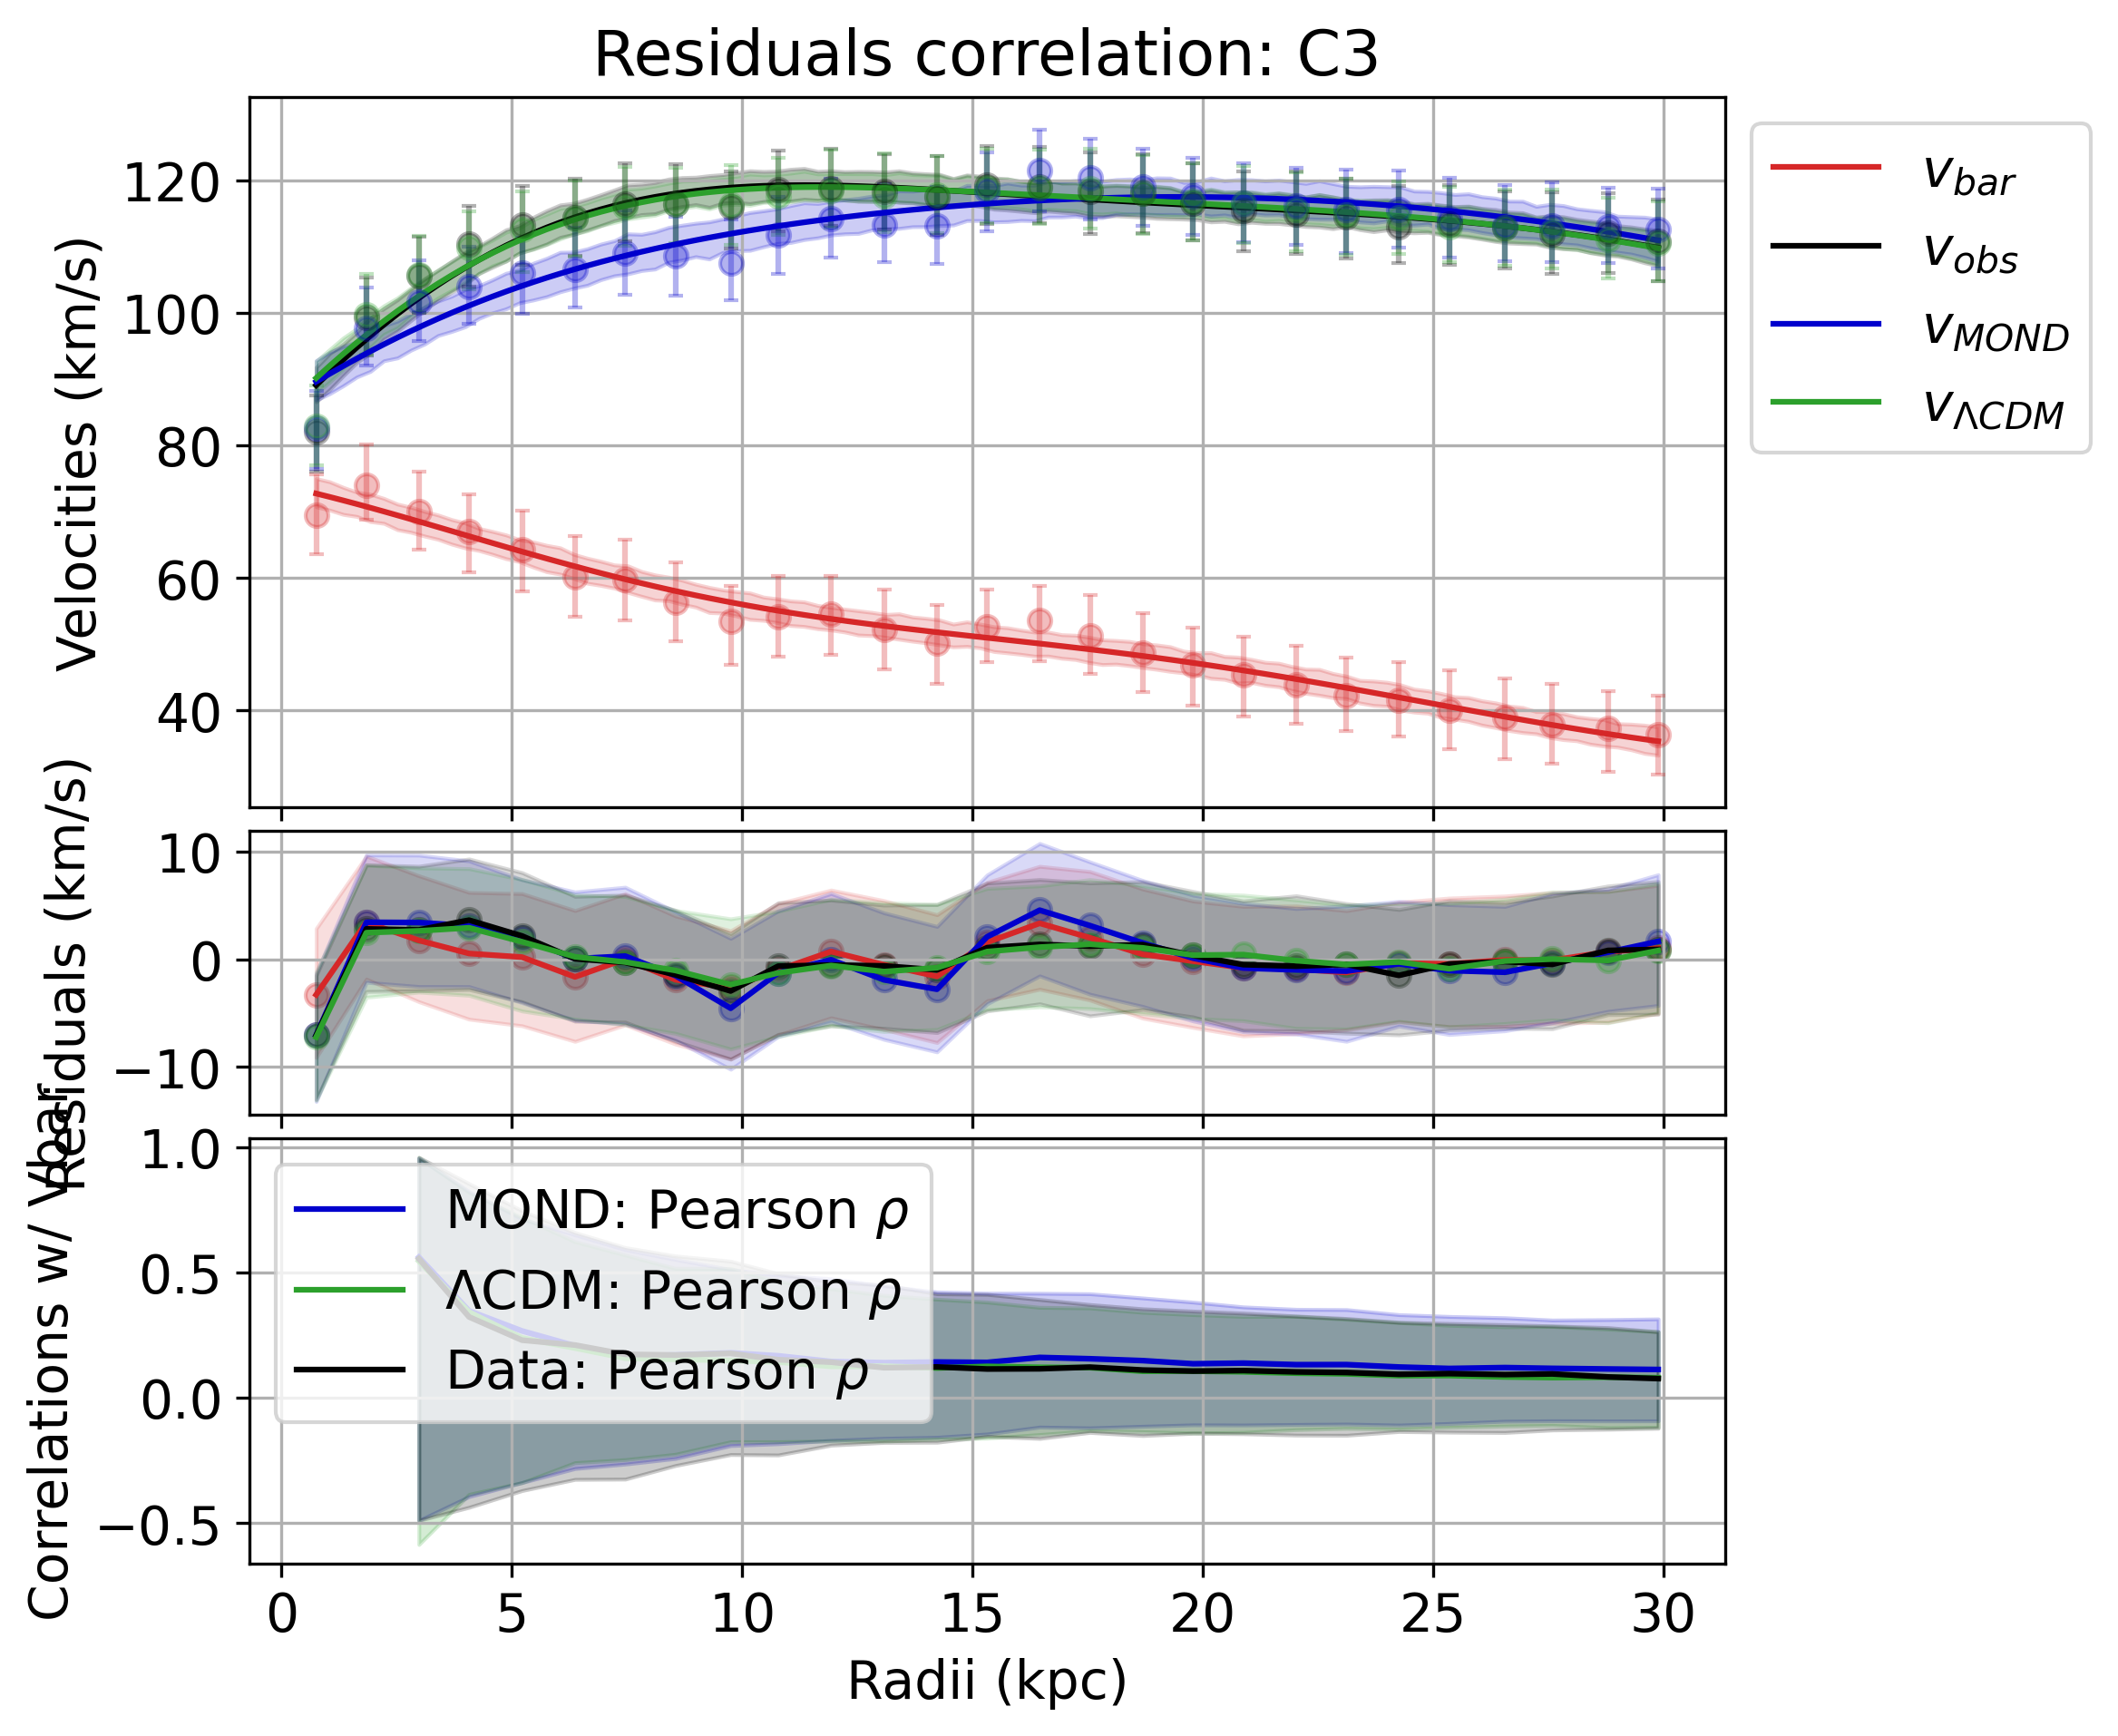 Residuals correlation: C3
Velocities (km/s)
120
100
80
60
40
v_bar
v_obs
v_MOND
v_ΛCDM
Residuals (km/s)
10
0
−10
Correlations w/ Vbar
1.0
0.5
0.0
−0.5
MOND: Pearson ρ
ΛCDM: Pearson ρ
Data: Pearson ρ
0 5 10 15 20 25 30
Radii (kpc)